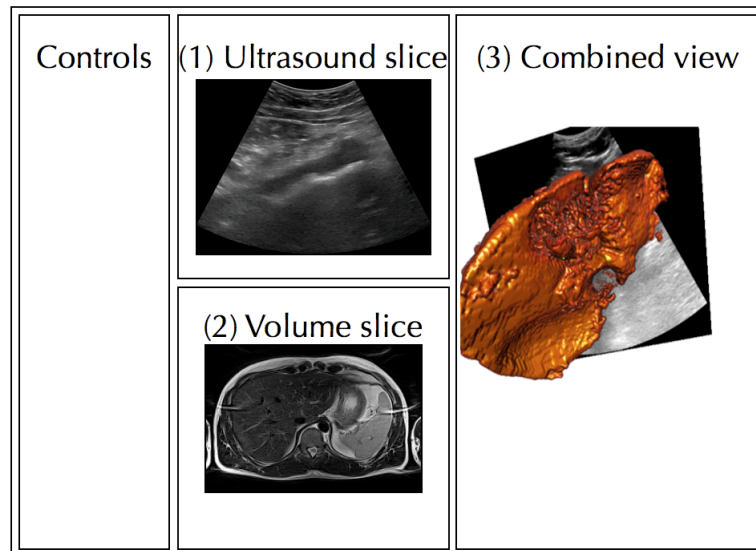 Controls
(1) Ultrasound slice
(2) Volume slice
(3) Combined view